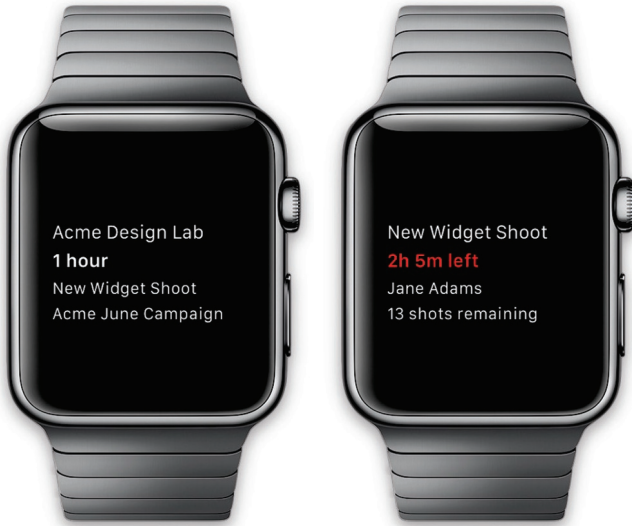 Acme Design Lab
1 hour
New Widget Shoot
Acme June Campaign
New Widget Shoot
2h 5m left
Jane Adams
13 shots remaining